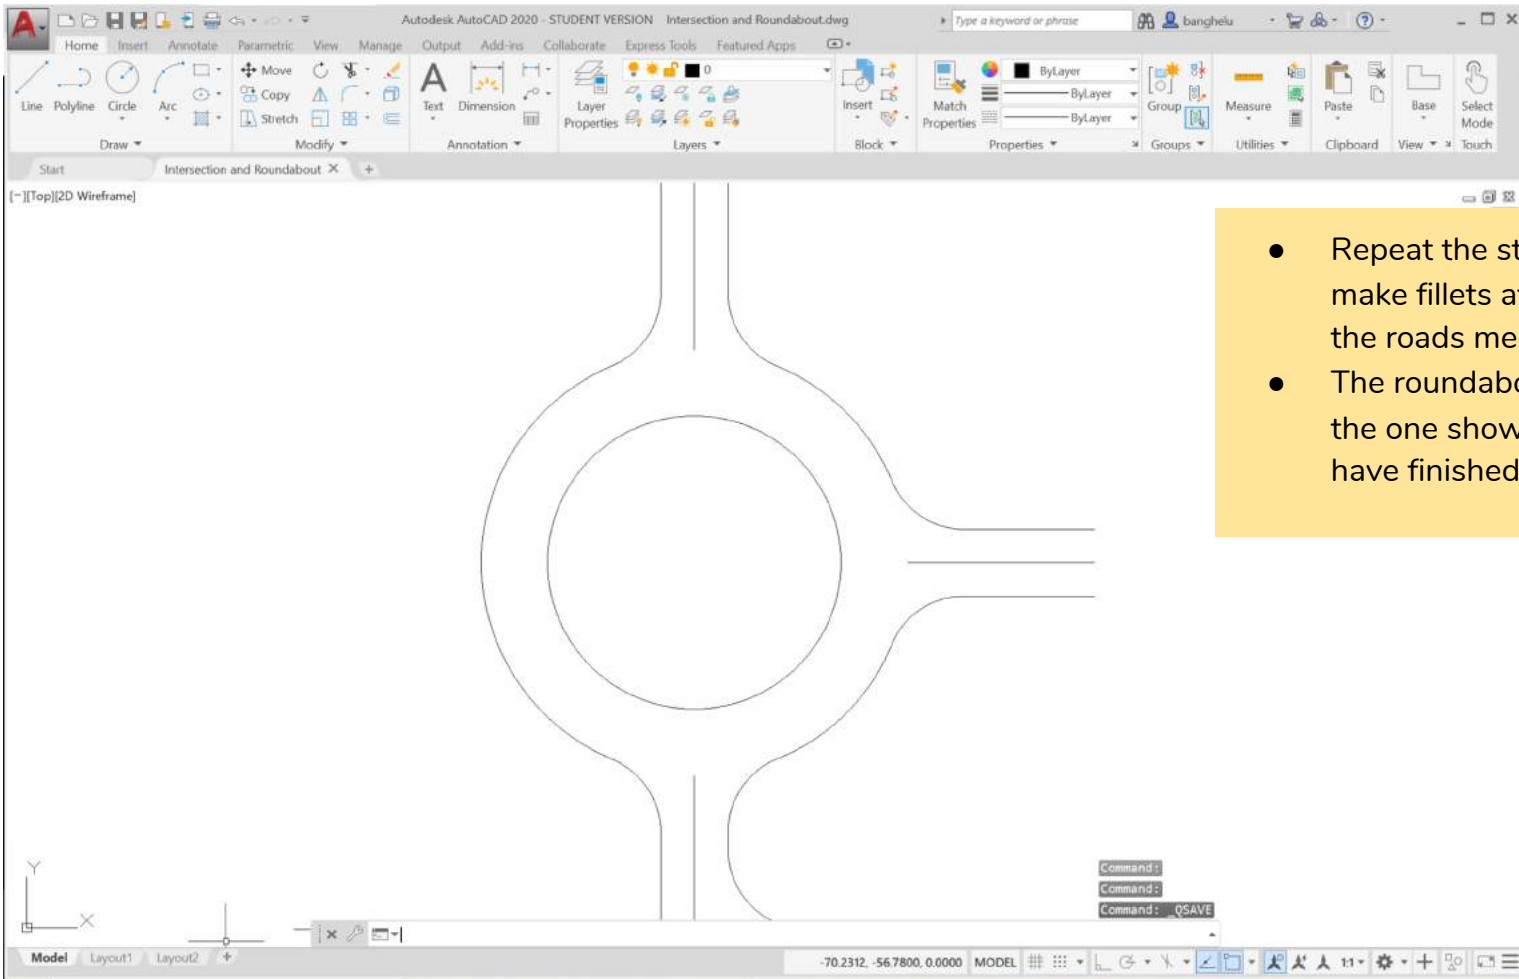 Autodesk AutoCAD 2020 - STUDENT VERSION Intersection and Roundabout.dwg
Type a keyword or phrase
banghelu
Home Insert Annotate Parametric View Manage Output Add-ins Collaborate Express Tools Featured Apps
Line Polyline Circle Arc
Move
Copy
Stretch
Text Dimension
Layer
Properties
0
Insert
Match
Properties
ByLayer
ByLayer
ByLayer
Group
Measure
Paste
Base
Select
Mode
Draw Modify Annotation Layers Block Properties Groups Utilities Clipboard View Touch
Start Intersection and Roundabout
[-][Top][2D Wireframe]
● Repeat the
make fillets
the roads
● The
the one
have finished
Y
X
Command:
Command:
Command: _QSAVE
Model Layout1 Layout2 +
-70.2312, -56.7800, 0.0000 MODEL 1:1